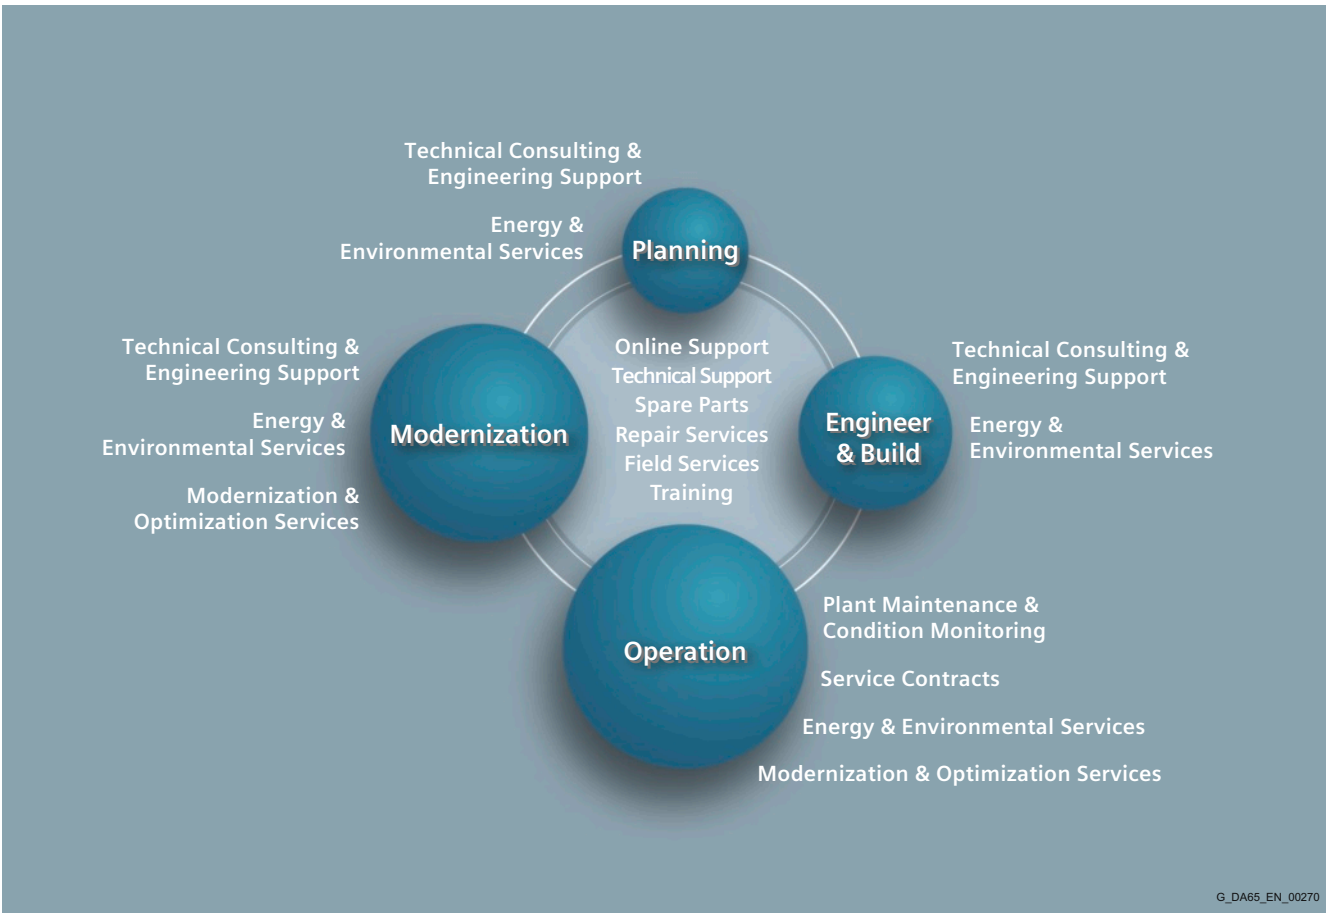 Technical Consulting &
Engineering Support
Energy &
Environmental Services
Planning
Technical Consulting &
Engineering Support
Energy &
Environmental Services
Modernization &
Optimization Services
Modernization
Online Support
Technical Support
Spare Parts
Repair Services
Field Services
Training
Engineer
& Build
Technical Consulting &
Engineering Support
Energy &
Environmental Services
Operation
Plant Maintenance &
Condition Monitoring
Service Contracts
Energy & Environmental Services
Modernization & Optimization Services
G_DA65_EN_00270